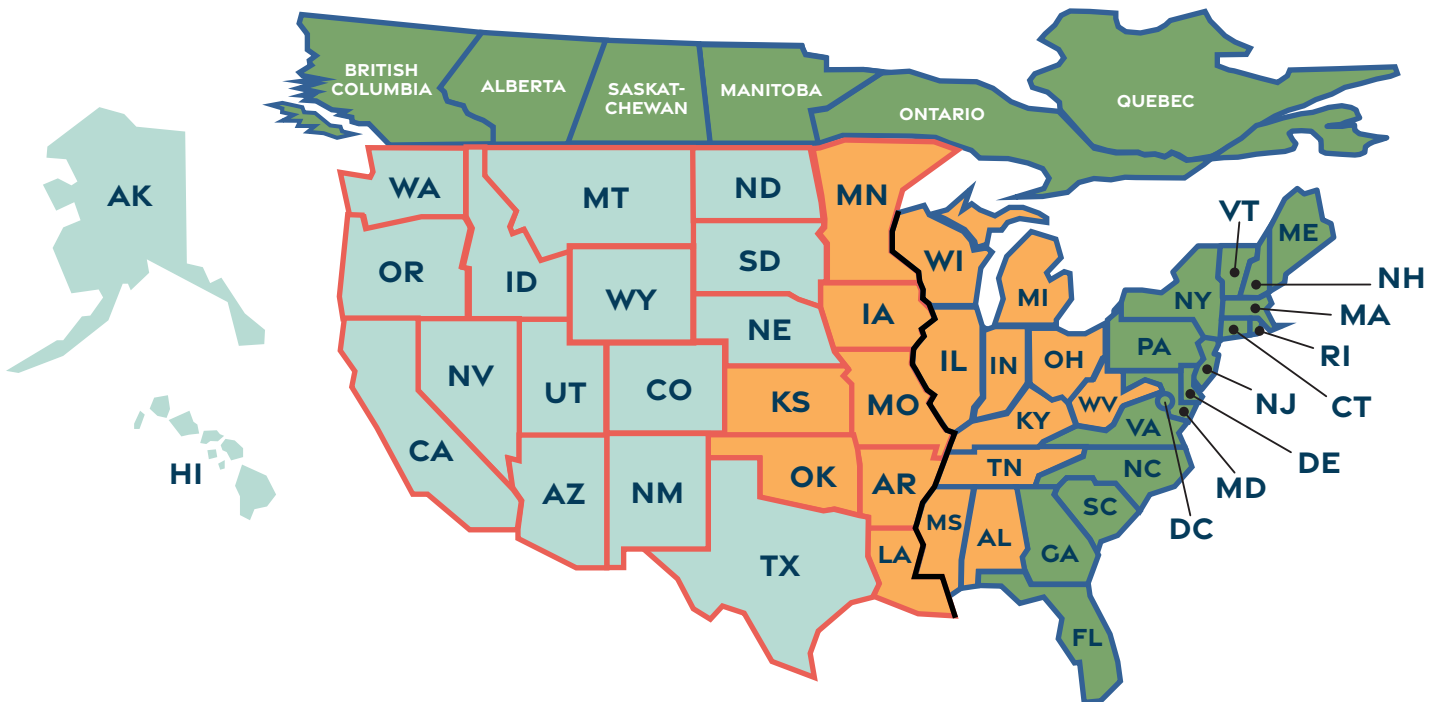 BRITISH
COLUMBIA
ALBERTA
SASKAT-
CHEWAN
MANITOBA
ONTARIO
QUEBEC
AK
WA
MT
ND
MN
VT
ME
OR
ID
WY
SD
WI
MI
NY
NH
MA
RI
CT
NJ
DE
MD
DC
NE
IA
IL
IN
OH
PA
NV
UT
CO
KS
MO
KY
WV
VA
CA
HI
AZ
NM
OK
AR
TN
NC
SC
MS
AL
GA
TX
LA
FL